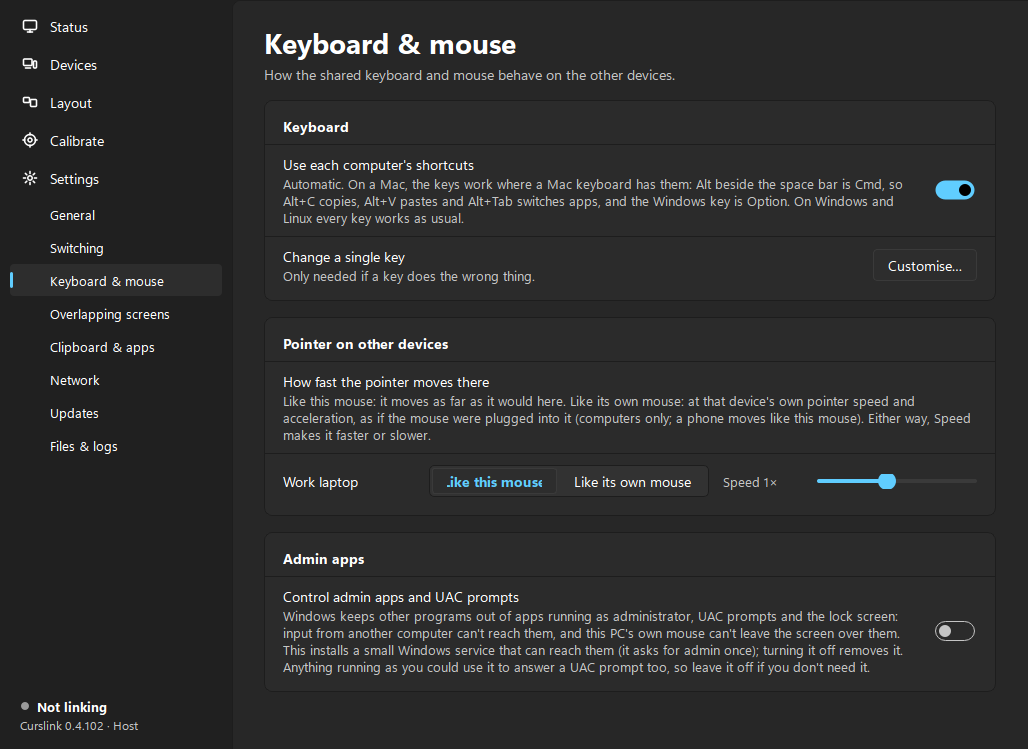 Status
Devices
Layout
Calibrate
Settings
General
Switching
Keyboard & mouse
Overlapping screens
Clipboard & apps
Network
Updates
Files & logs
Not linking
Curslink 0.4.102 · Host
Keyboard & mouse
How the shared keyboard and mouse behave on the other devices.
Keyboard
Use each computer's shortcuts
Automatic. On a Mac, the keys work where a Mac keyboard has them: Alt beside the space bar is Cmd, so
Alt+C copies, Alt+V pastes and Alt+Tab switches apps, and the Windows key is Option. On Windows and
Linux every key works as usual.
Change a single key
Only needed if a key does the wrong thing.
Customise...
Pointer on other devices
How fast the pointer moves there
Like this mouse: it moves as far as it would here. Like its own mouse: at that device's own pointer speed and
acceleration, as if the mouse were plugged into it (computers only; a phone moves like this mouse). Either way, Speed
makes it faster or slower.
Work laptop
ike this mouse
Like its own mouse
Speed 1×
Admin apps
Control admin apps and UAC prompts
Windows keeps other programs out of apps running as administrator, UAC prompts and the lock screen:
input from another computer can't reach them, and this PC's own mouse can't leave the screen over them.
This installs a small Windows service that can reach them (it asks for admin once); turning it off removes it.
Anything running as you could use it to answer a UAC prompt too, so leave it off if you don't need it.